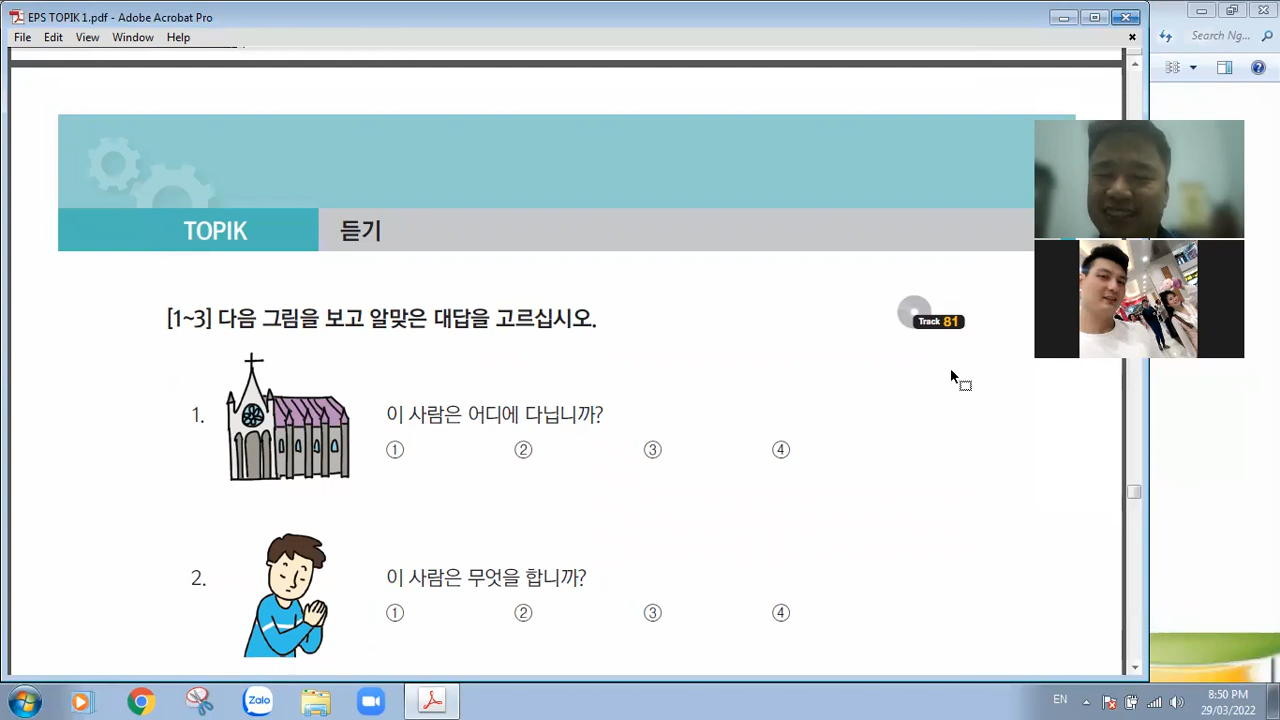 EPS TOPIK 1.pdf - Adobe Acrobat Pro
Search Ng...
File Edit View Window Help
TOPIK 듣기
[1~3] 다음 그림을 보고 알맞은 대답을 고르십시오.
Track 81
1. 이 사람은 어디에 다닙니까?
① ② ③ ④
2. 이 사람은 무엇을 합니까?
① ② ③ ④
Zalo
EN
8:50 PM
29/03/2022